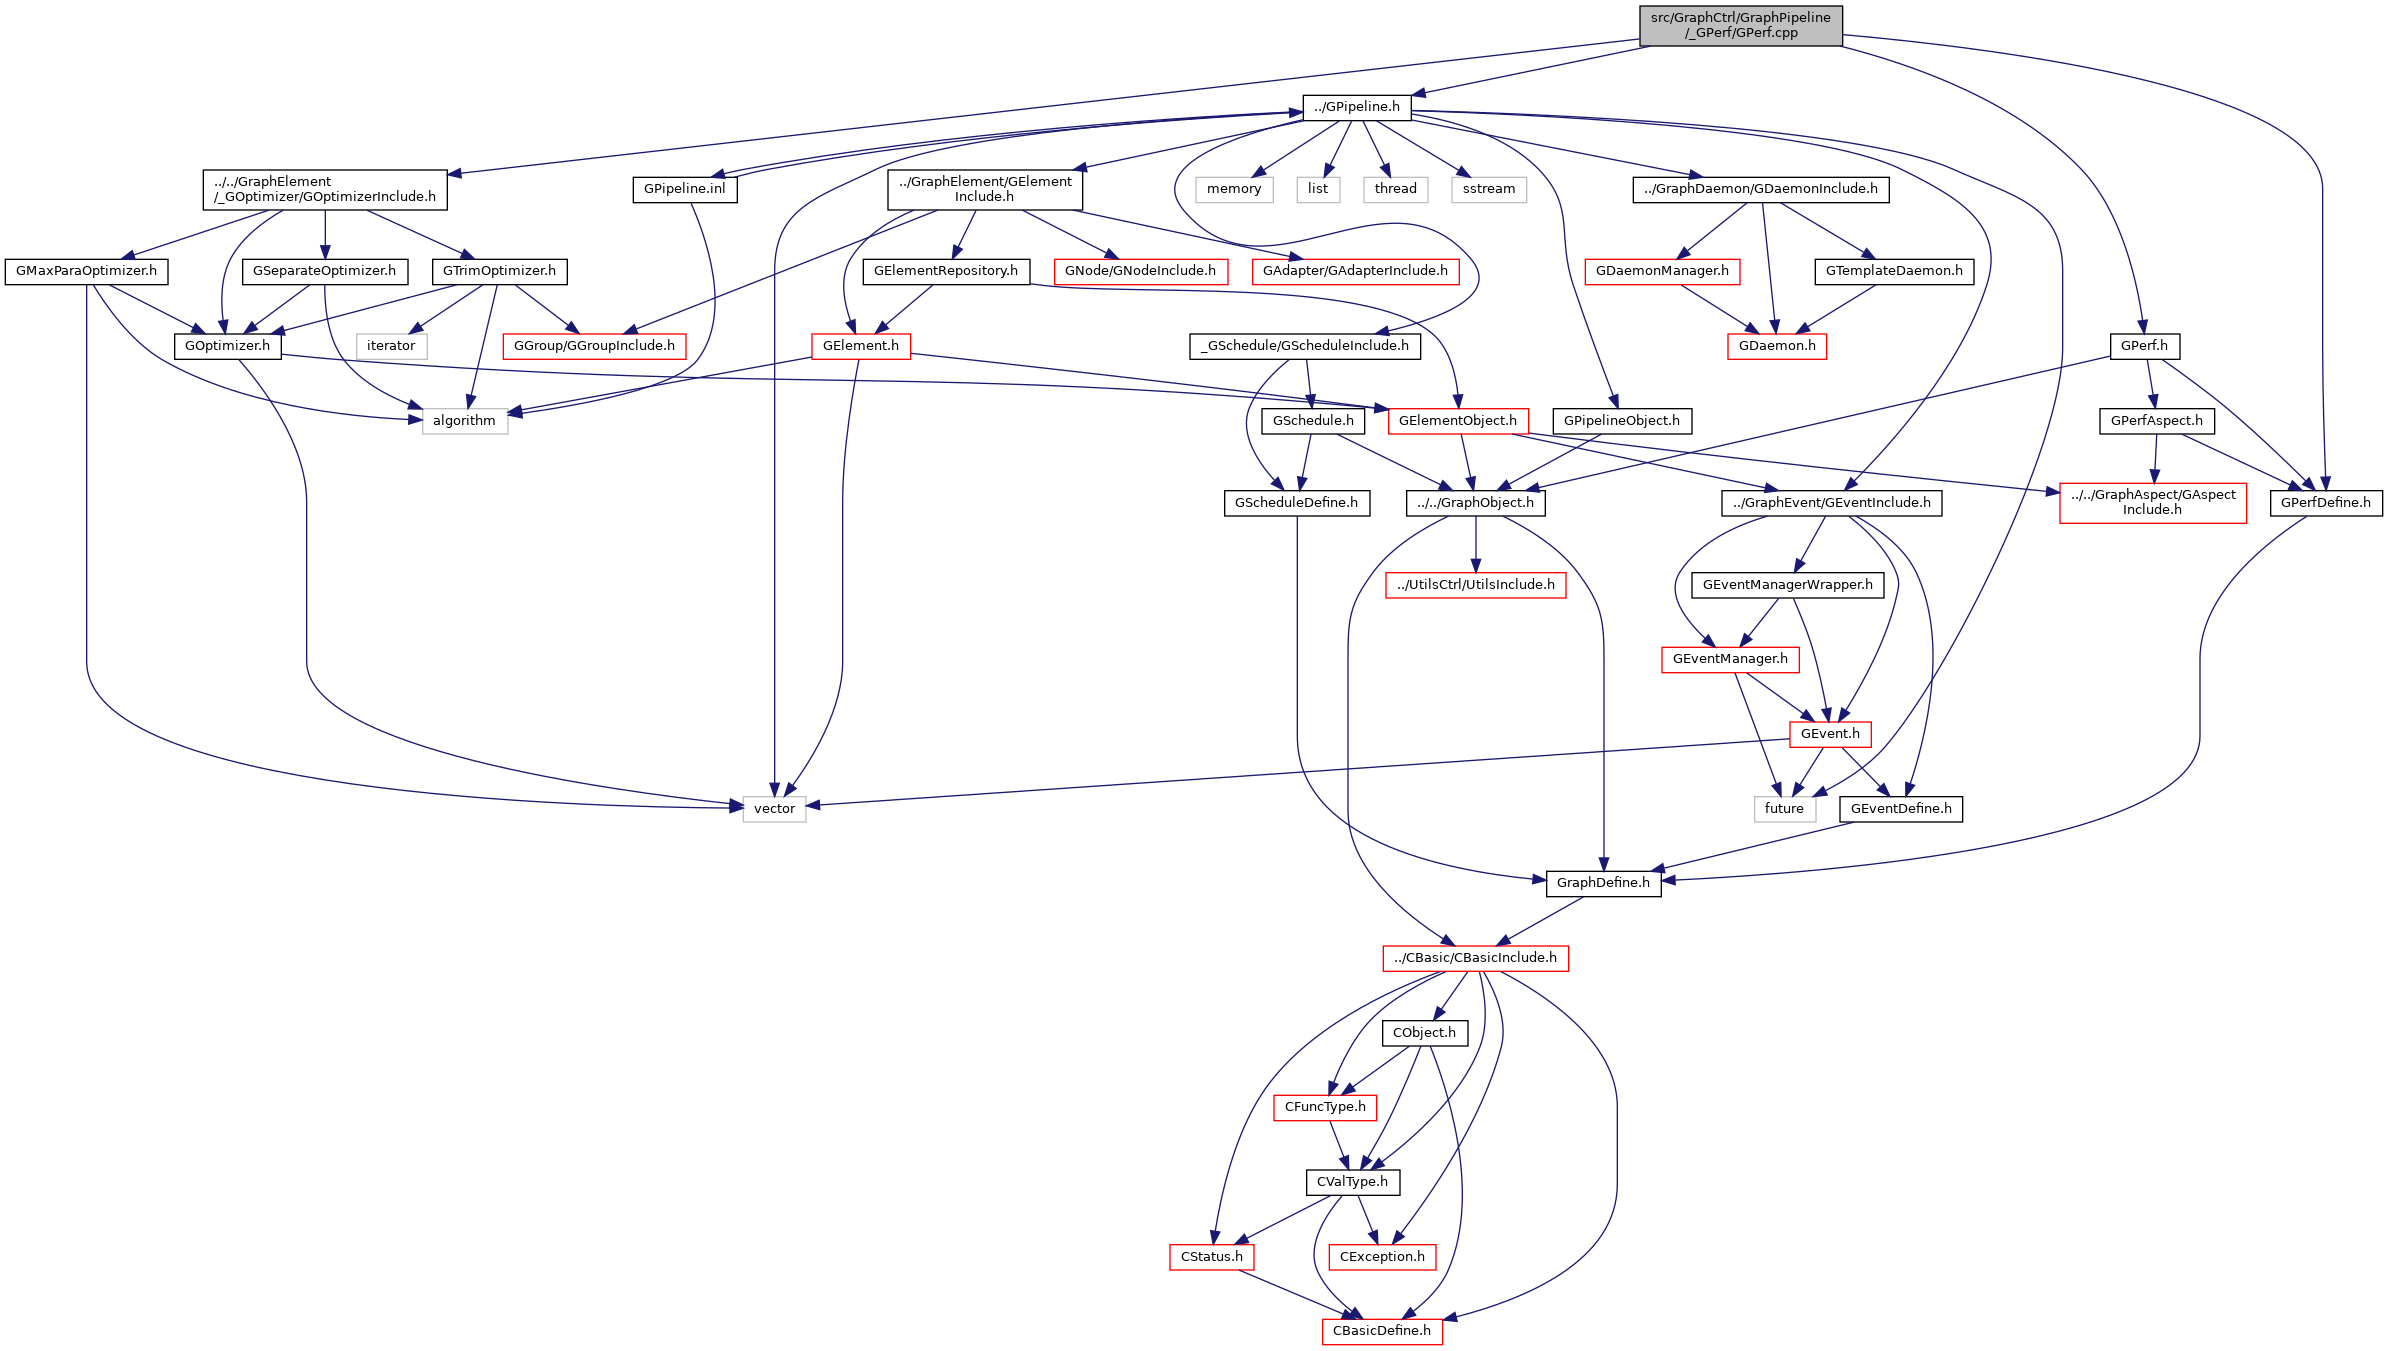 src/GraphCtrl/GraphPipeline
/_GPerf/GPerf.cpp
../GPipeline.h
../../GraphElement
/_GOptimizer/GOptimizerInclude.h
GPipeline.inl
../GraphElement/GElement
Include.h
memory
list
thread
sstream
../GraphDaemon/GDaemonInclude.h
GMaxParaOptimizer.h
GSeparateOptimizer.h
GTrimOptimizer.h
GElementRepository.h
GNode/GNodeInclude.h
GAdapter/GAdapterInclude.h
GDaemonManager.h
GTemplateDaemon.h
GOptimizer.h
iterator
GGroup/GGroupInclude.h
GElement.h
_GSchedule/GScheduleInclude.h
GDaemon.h
GPerf.h
algorithm
GSchedule.h
GElementObject.h
GPipelineObject.h
GPerfAspect.h
GScheduleDefine.h
../../GraphObject.h
../GraphEvent/GEventInclude.h
../../GraphAspect/GAspect
Include.h
GPerfDefine.h
../UtilsCtrl/UtilsInclude.h
GEventManagerWrapper.h
GEventManager.h
GEvent.h
vector
future
GEventDefine.h
GraphDefine.h
../CBasic/CBasicInclude.h
CObject.h
CFuncType.h
CValType.h
CStatus.h
CException.h
CBasicDefine.h